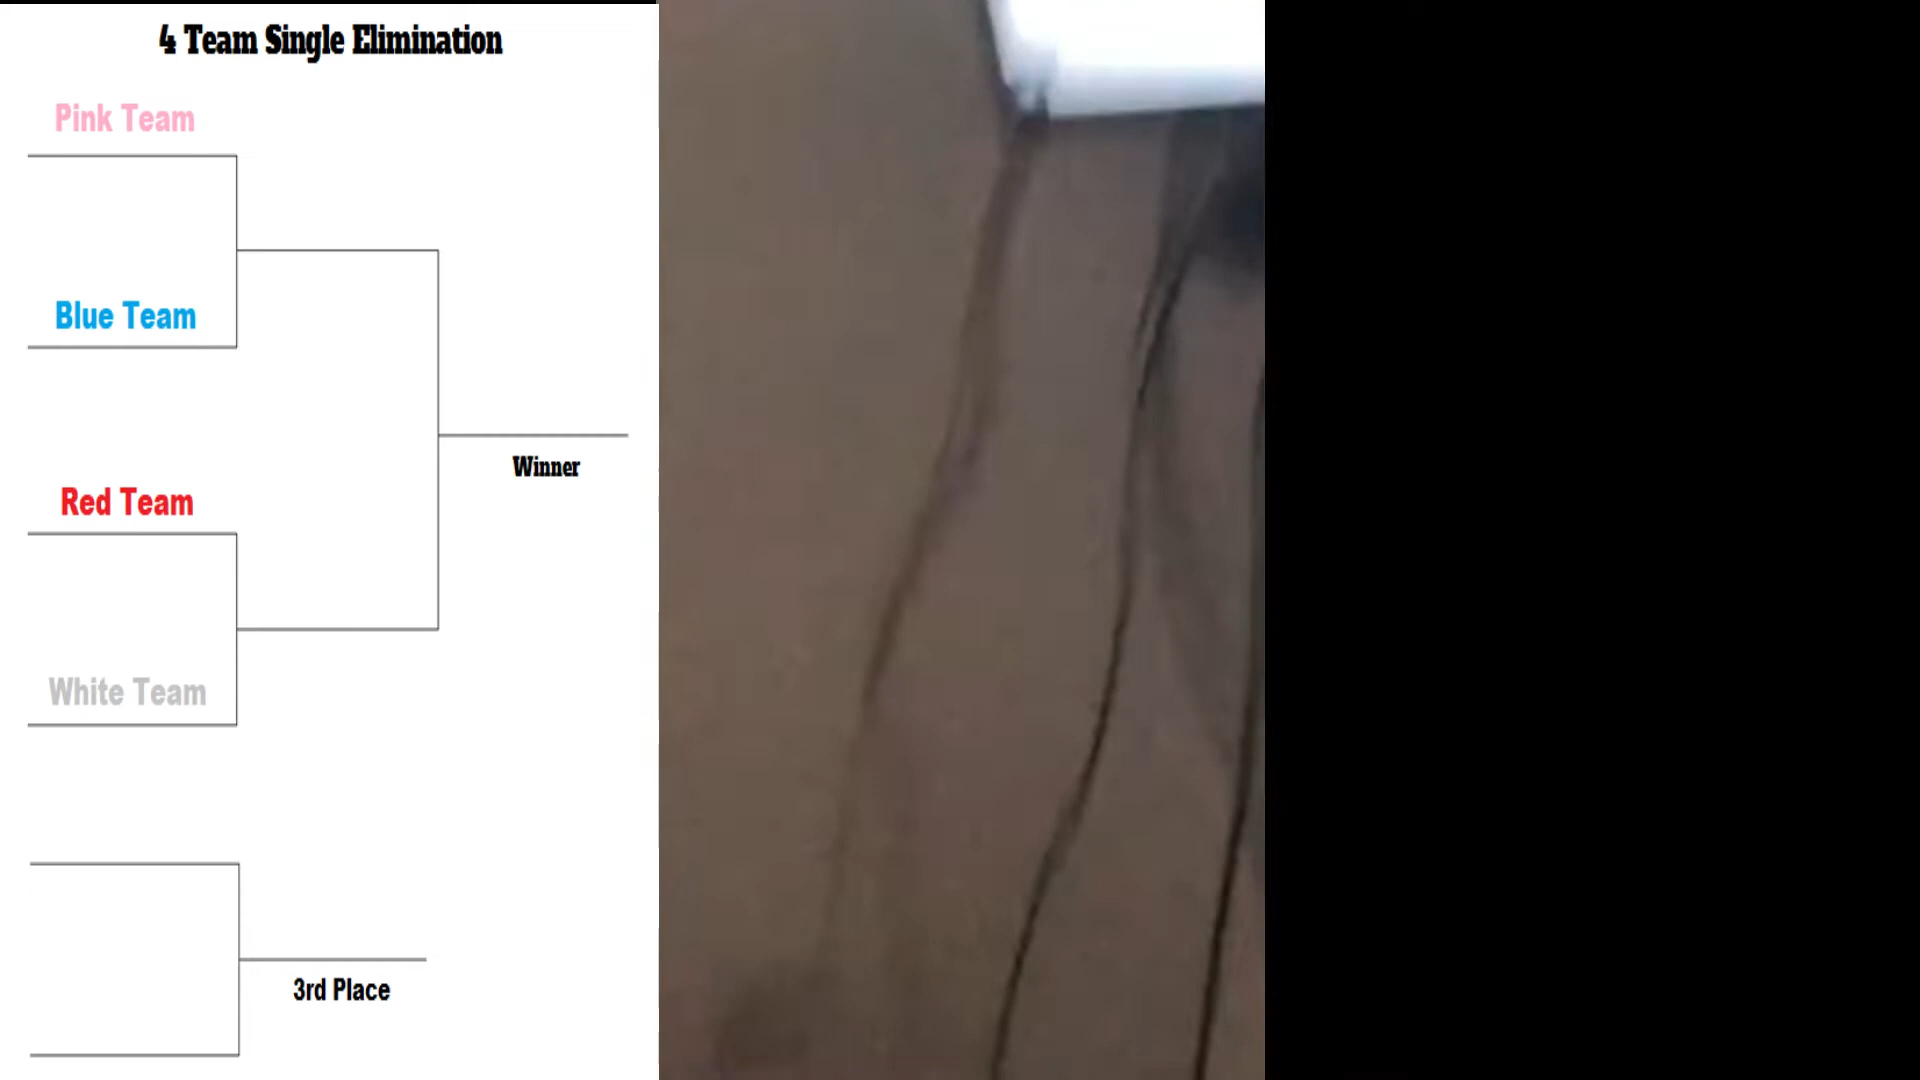 4 Team Single Elimination
Pink Team
Blue Team
Winner
Red Team
White Team
3rd Place